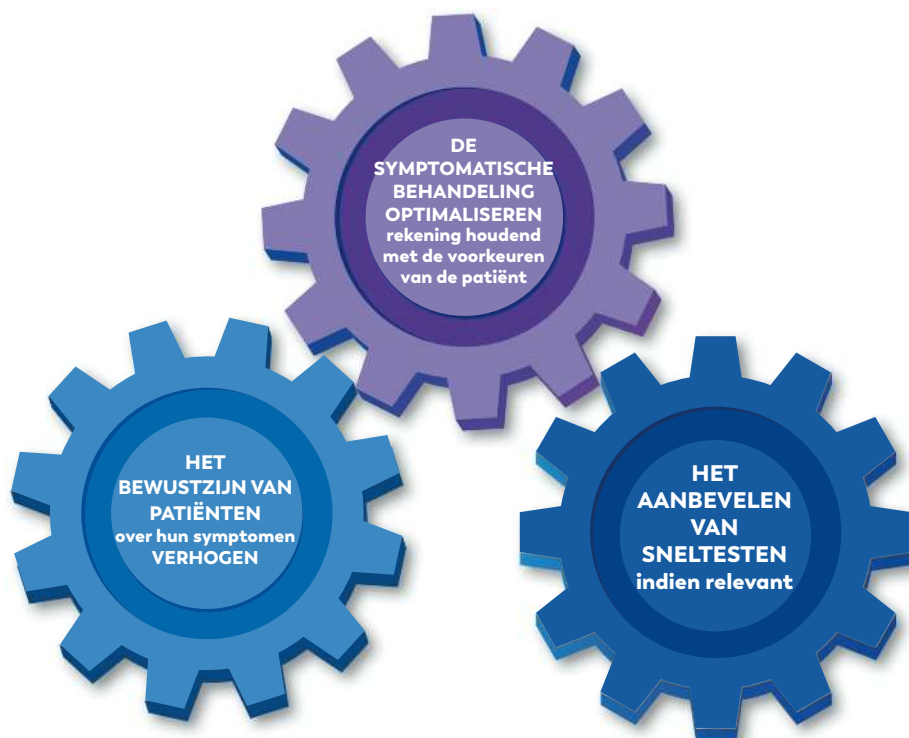 DE
SYMPTOMATISCHE
BEHANDELING
OPTIMALISEREN
rekening houdend
met de voorkeuren
van de patiënt
HET
BEWUSTZIJN VAN
PATIËNTEN
over hun symptomen
VERHOGEN
HET
AANBEVELEN
VAN
SNELTESTEN
indien relevant